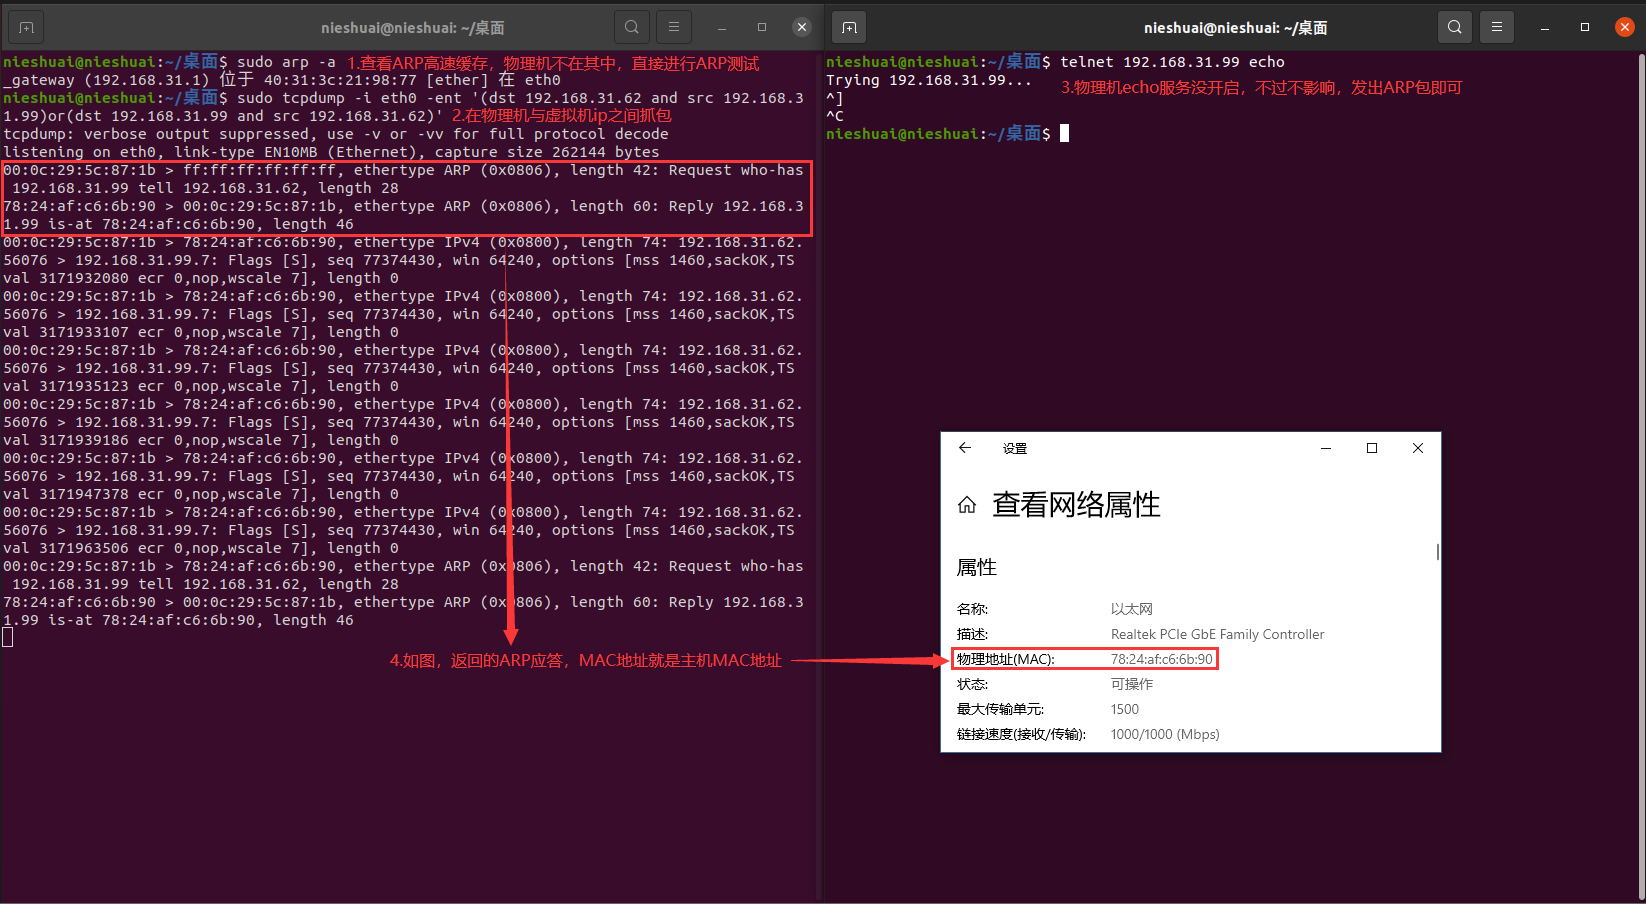 nieshuai@nieshuai: ~/桌面
nieshuai@nieshuai:~/桌面$ sudo arp -a 1.查看ARP高速缓存，物理机不在其中，直接进行ARP测试
_gateway (192.168.31.1) 位于 40:31:3c:21:98:77 [ether] 在 eth0
nieshuai@nieshuai:~/桌面$ sudo tcpdump -i eth0 -ent '(dst 192.168.31.62 and src 192.168.3
1.99)or(dst 192.168.31.99 and src 192.168.31.62)' 2.在物理机与虚拟机ip之间抓包
tcpdump: verbose output suppressed, use -v or -vv for full protocol decode
listening on eth0, link-type EN10MB (Ethernet), capture size 262144 bytes
00:0c:29:5c:87:1b > ff:ff:ff:ff:ff:ff, ethertype ARP (0x0806), length 42: Request who-has
192.168.31.99 tell 192.168.31.62, length 28
78:24:af:c6:6b:90 > 00:0c:29:5c:87:1b, ethertype ARP (0x0806), length 60: Reply 192.168.3
1.99 is-at 78:24:af:c6:6b:90, length 46
00:0c:29:5c:87:1b > 78:24:af:c6:6b:90, ethertype IPv4 (0x0800), length 74: 192.168.31.62.
56076 > 192.168.31.99.7: Flags [S], seq 77374430, win 64240, options [mss 1460,sackOK,TS
val 3171932080 ecr 0,nop,wscale 7], length 0
00:0c:29:5c:87:1b > 78:24:af:c6:6b:90, ethertype IPv4 (0x0800), length 74: 192.168.31.62.
56076 > 192.168.31.99.7: Flags [S], seq 77374430, win 64240, options [mss 1460,sackOK,TS
val 3171933107 ecr 0,nop,wscale 7], length 0
00:0c:29:5c:87:1b > 78:24:af:c6:6b:90, ethertype IPv4 (0x0800), length 74: 192.168.31.62.
56076 > 192.168.31.99.7: Flags [S], seq 77374430, win 64240, options [mss 1460,sackOK,TS
val 3171935123 ecr 0,nop,wscale 7], length 0
00:0c:29:5c:87:1b > 78:24:af:c6:6b:90, ethertype IPv4 (0x0800), length 74: 192.168.31.62.
56076 > 192.168.31.99.7: Flags [S], seq 77374430, win 64240, options [mss 1460,sackOK,TS
val 3171939186 ecr 0,nop,wscale 7], length 0
00:0c:29:5c:87:1b > 78:24:af:c6:6b:90, ethertype IPv4 (0x0800), length 74: 192.168.31.62.
56076 > 192.168.31.99.7: Flags [S], seq 77374430, win 64240, options [mss 1460,sackOK,TS
val 3171947378 ecr 0,nop,wscale 7], length 0
00:0c:29:5c:87:1b > 78:24:af:c6:6b:90, ethertype IPv4 (0x0800), length 74: 192.168.31.62.
56076 > 192.168.31.99.7: Flags [S], seq 77374430, win 64240, options [mss 1460,sackOK,TS
val 3171963506 ecr 0,nop,wscale 7], length 0
00:0c:29:5c:87:1b > 78:24:af:c6:6b:90, ethertype ARP (0x0806), length 42: Request who-has
192.168.31.99 tell 192.168.31.62, length 28
78:24:af:c6:6b:90 > 00:0c:29:5c:87:1b, ethertype ARP (0x0806), length 60: Reply 192.168.3
1.99 is-at 78:24:af:c6:6b:90, length 46
4.如图，返回的ARP应答，MAC地址就是主机MAC地址
nieshuai@nieshuai: ~/桌面
nieshuai@nieshuai:~/桌面$ telnet 192.168.31.99 echo
Trying 192.168.31.99...
3.物理机echo服务没开启，不过不影响，发出ARP包即可
^]
^C
nieshuai@nieshuai:~/桌面$
设置
查看网络属性
属性
名称: 以太网
描述: Realtek PCIe GbE Family Controller
物理地址(MAC): 78:24:af:c6:6b:90
状态: 可操作
最大传输单元: 1500
链接速度(接收/传输): 1000/1000 (Mbps)